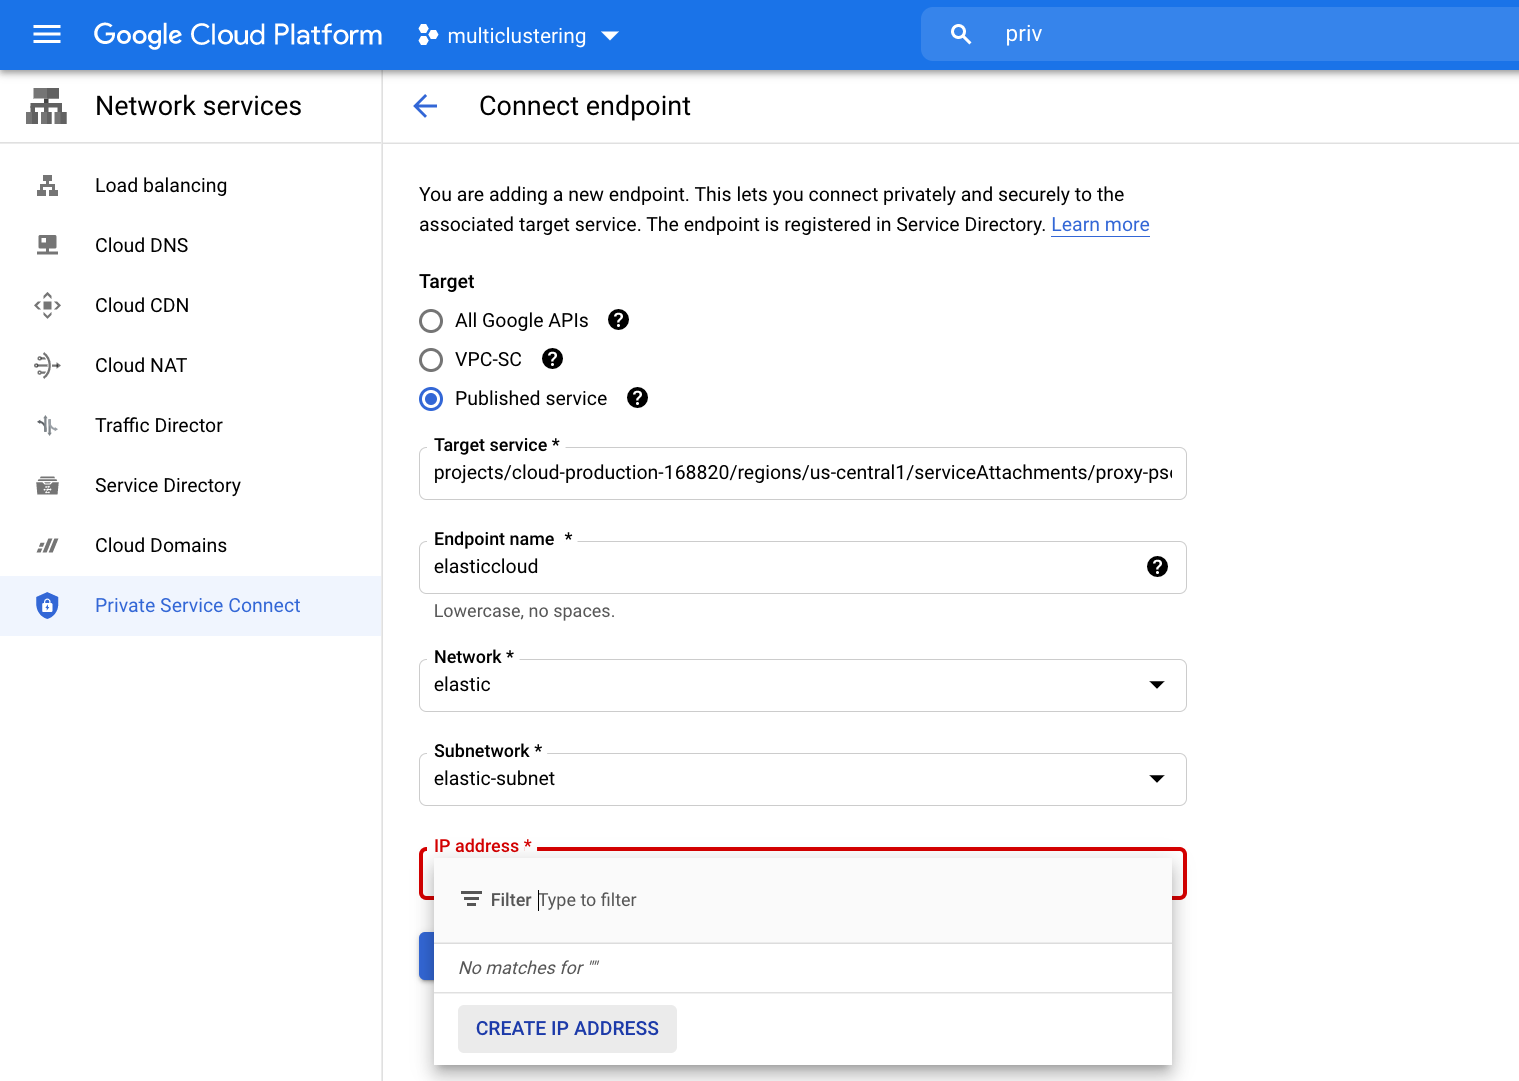 Google Cloud Platform
multiclustering
priv
Network services
Connect endpoint
Load balancing
Cloud DNS
Cloud CDN
Cloud NAT
Traffic Director
Service Directory
Cloud Domains
Private Service Connect
You are adding a new endpoint. This lets you connect privately and securely to the
associated target service. The endpoint is registered in Service Directory. Learn more
Target
All Google APIs
VPC-SC
Published service
Target service *
projects/cloud-production-168820/regions/us-central1/serviceAttachments/proxy-ps
Endpoint name *
elasticcloud
Lowercase, no spaces.
Network *
elastic
Subnetwork *
elastic-subnet
IP address *
Filter Type to filter
No matches for ""
CREATE IP ADDRESS